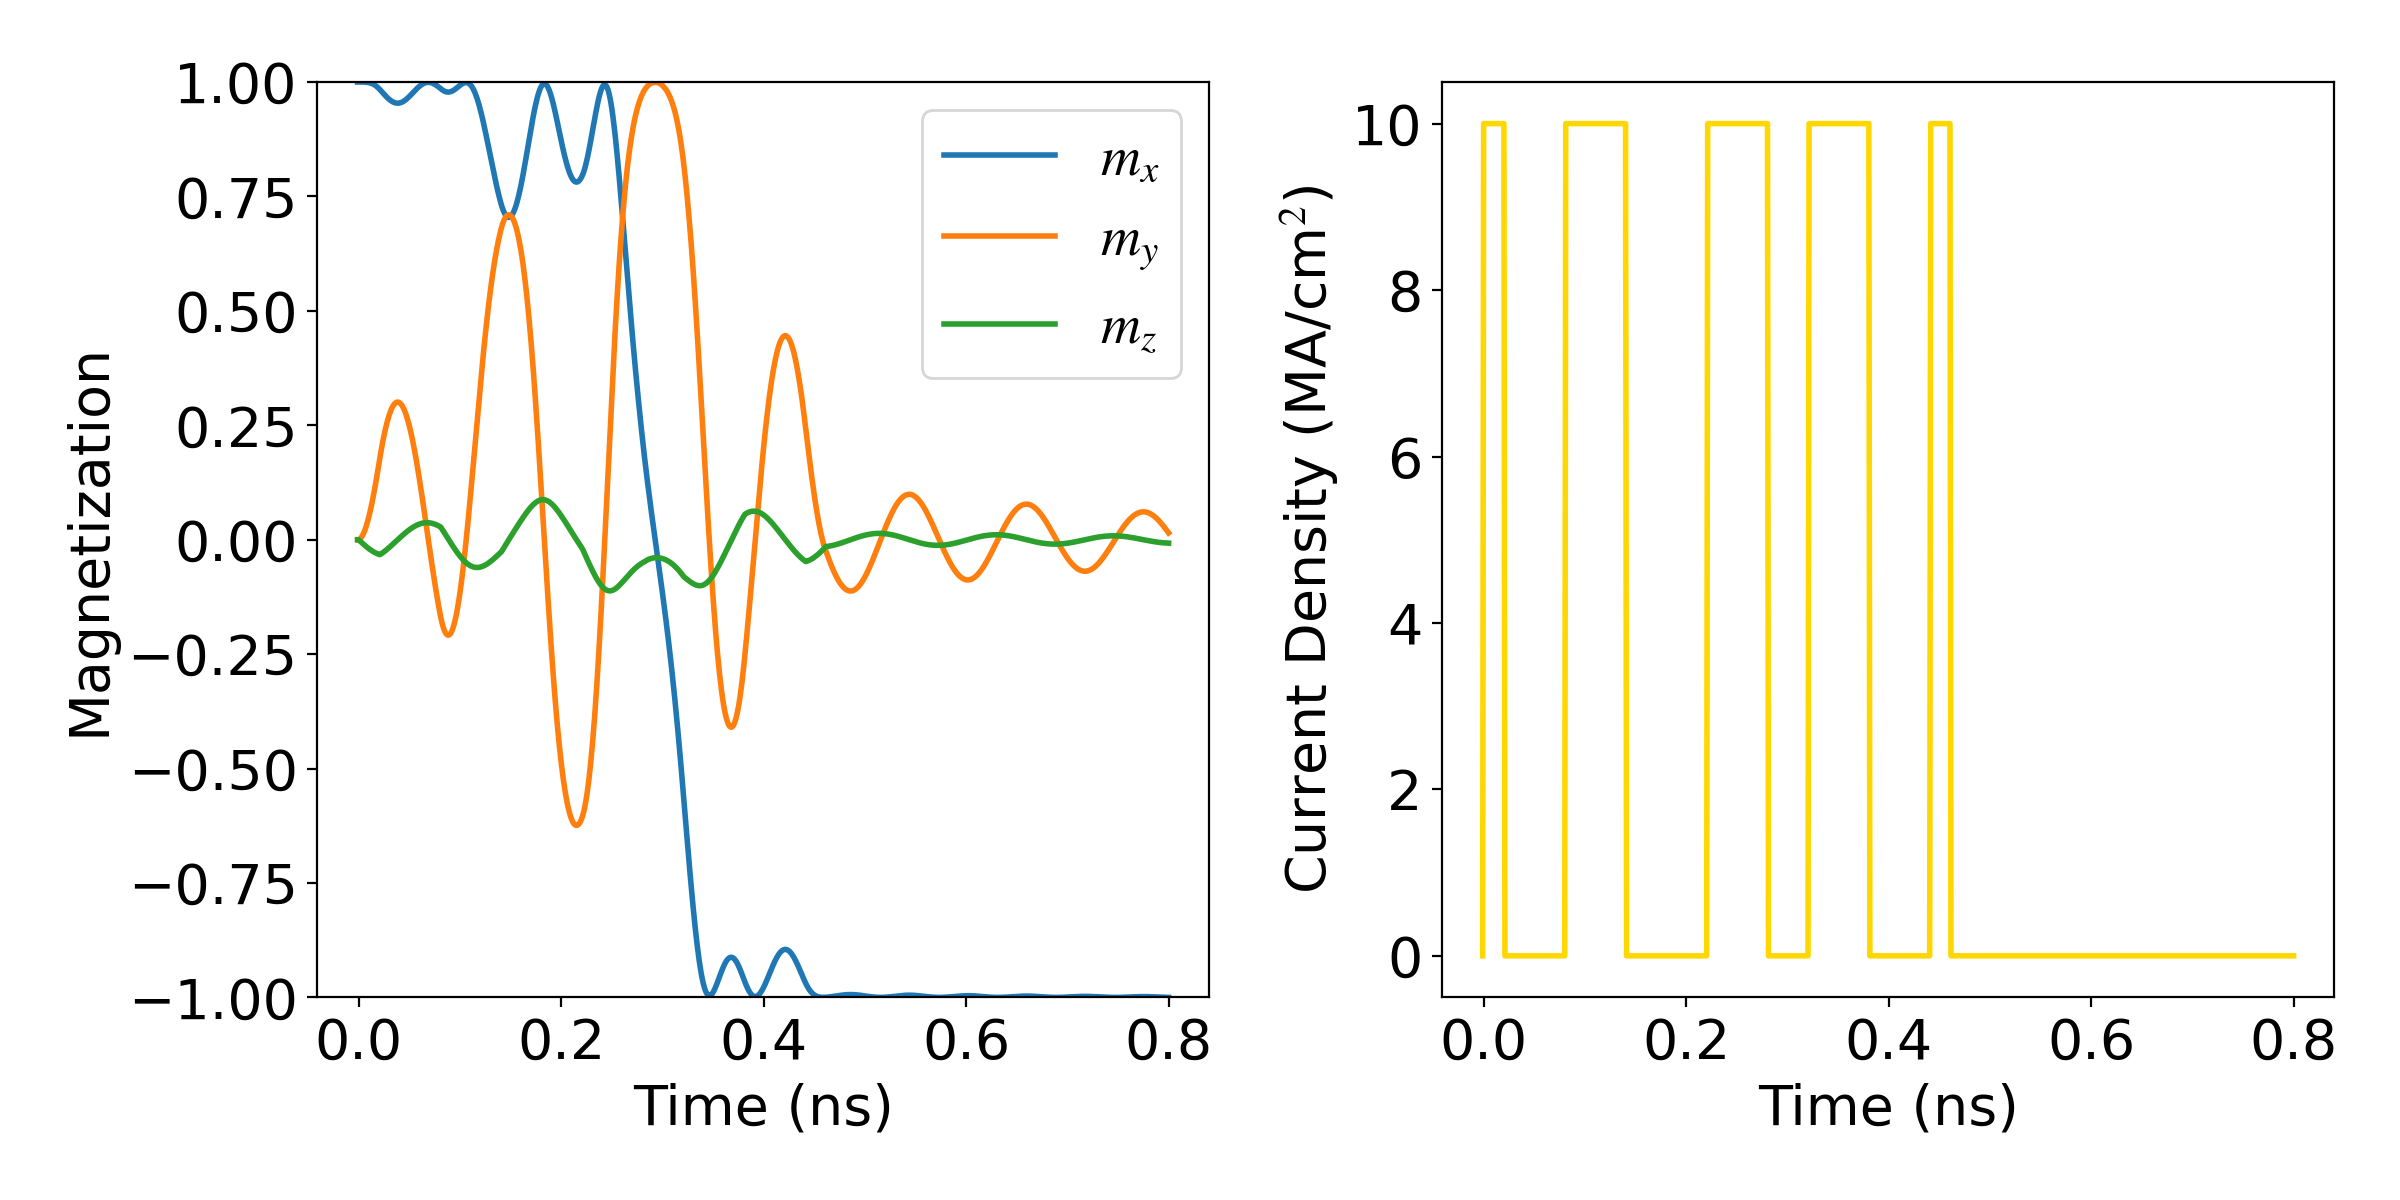 Magnetization
1.00
0.75
0.50
0.25
0.00
−0.25
−0.50
−0.75
−1.00
0.0 0.2 0.4 0.6 0.8
Time (ns)
m_x
m_y
m_z
Current Density (MA/cm²)
10
8
6
4
2
0
0.0 0.2 0.4 0.6 0.8
Time (ns)